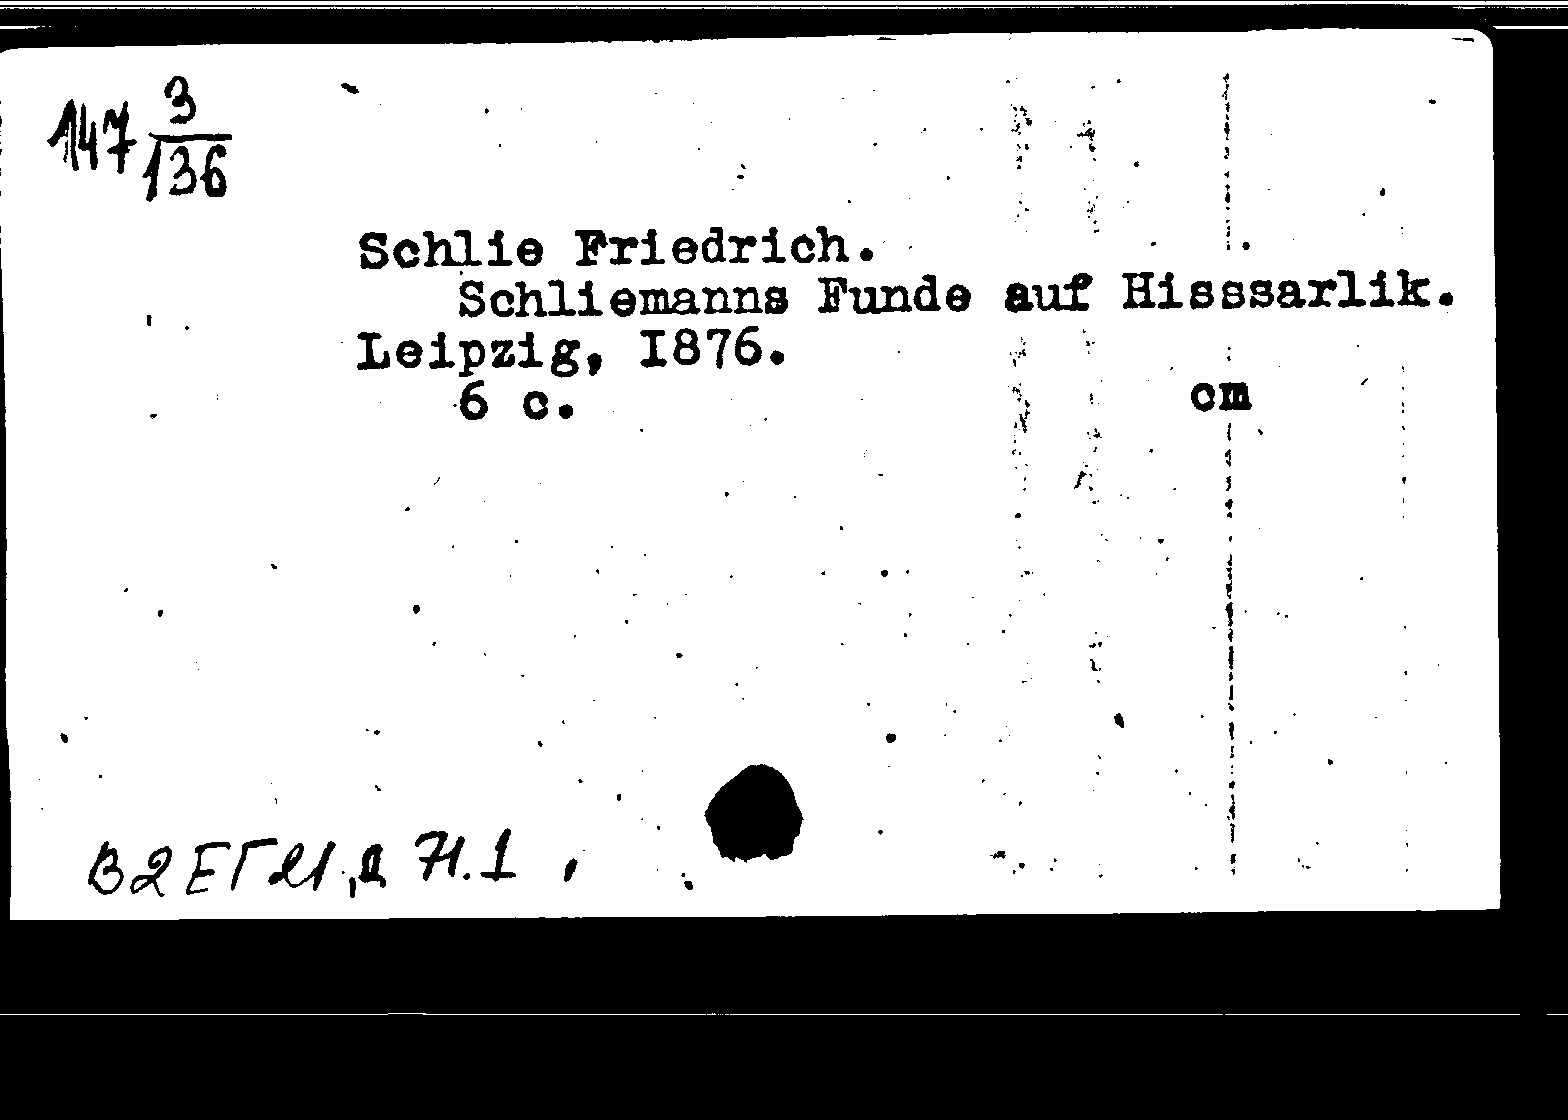 147 3/136
Schlie Friedrich.
Schliemanns Funde auf Hisssarlik.
Leipzig, I876.
6 с. cm
В2ЕГ21,д 71.1